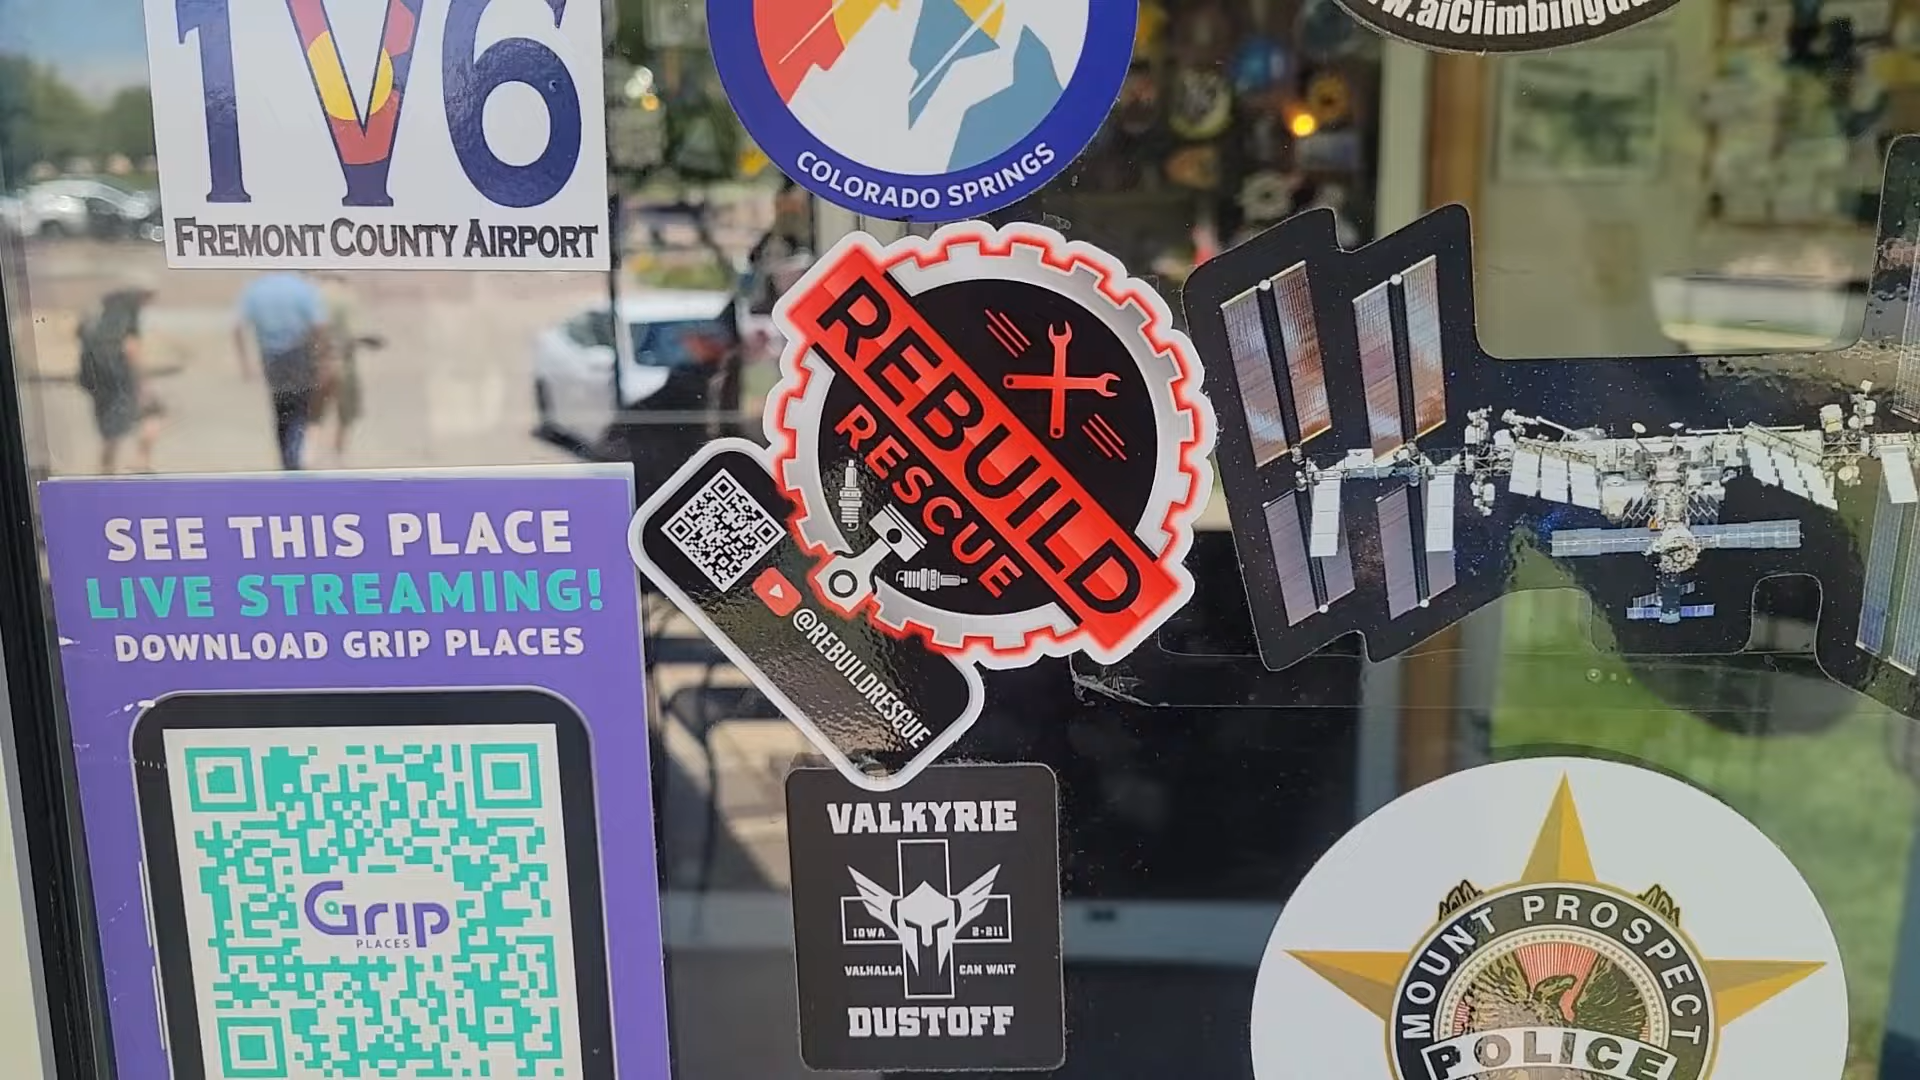 1V6
FREMONT COUNTY AIRPORT
COLORADO SPRINGS
REBUILD
RESCUE
@REBUILDRESCUE
SEE THIS PLACE
LIVE STREAMING!
DOWNLOAD GRIP PLACES
Grip
PLACES
VALKYRIE
IOWA 2-211
VALHALLA CAN WAIT
DUSTOFF
MOUNT PROSPECT
POLICE